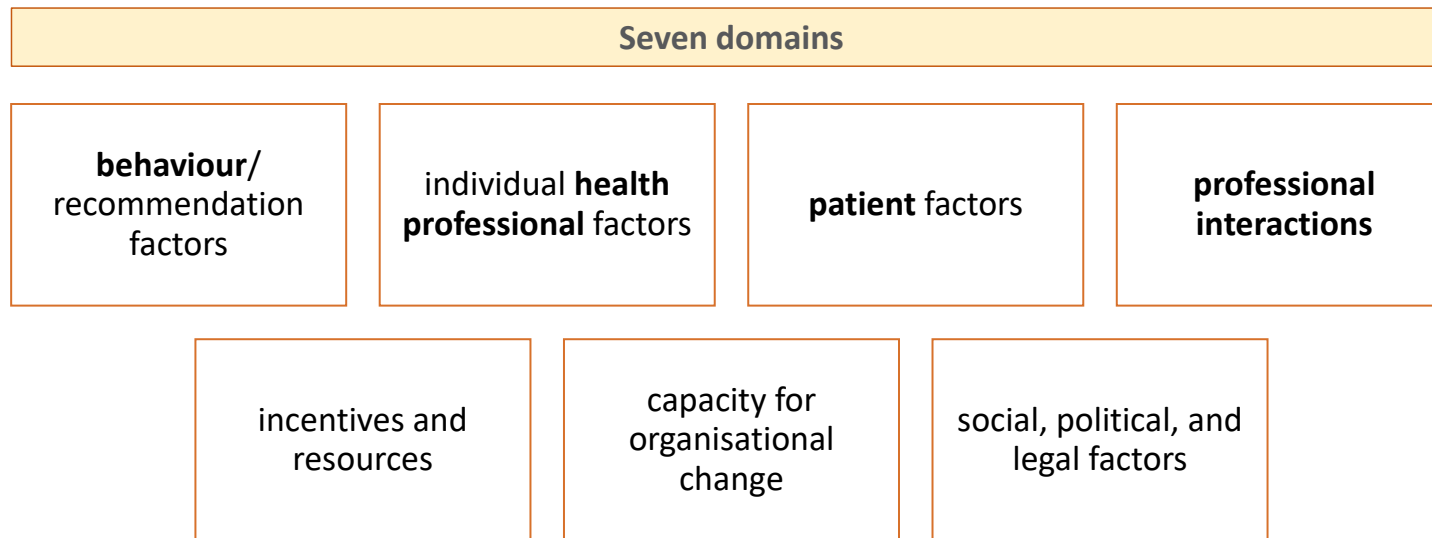 Seven domains
behaviour/
recommendation
factors
individual health
professional factors
patient factors
professional
interactions
incentives and
resources
capacity for
organisational
change
social, political, and
legal factors